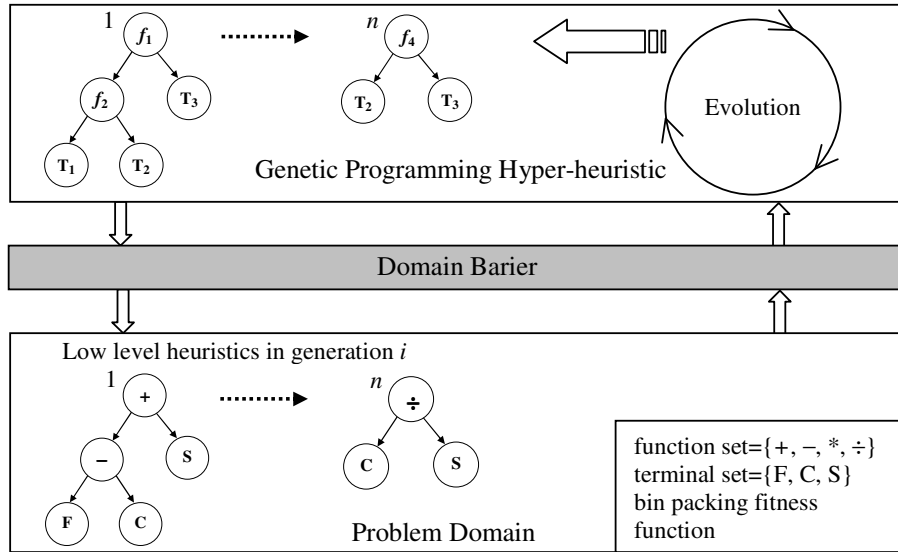 1
f₁
n
f₄
f₂
T₃
T₂
T₃
T₁
T₂
Evolution
Genetic Programming Hyper-heuristic
Domain Barier
Low level heuristics in generation i
1
+
n
÷
−
S
C
S
F
C
Problem Domain
function set={+, −, *, ÷}
terminal set={F, C, S}
bin packing fitness
function